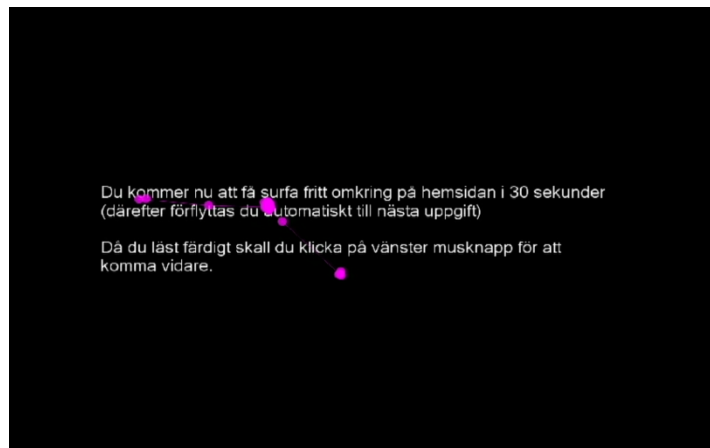 Du kommer nu att få surfa fritt omkring på hemsidan i 30 sekunder
(därefter förflyttas du automatiskt till nästa uppgift)
Då du läst färdigt skall du klicka på vänster musknapp för att
komma vidare.